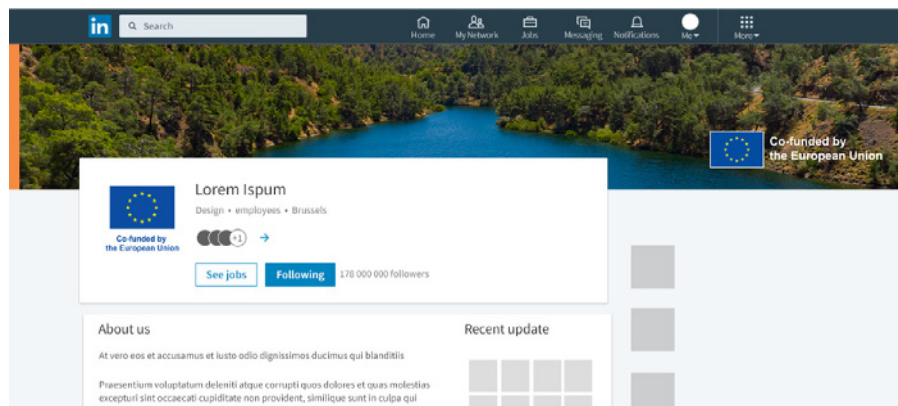 in
Search
Home
My Network
Jobs
Messaging
Notifications
Me
More
Co-funded by
the European Union
Lorem Ispum
Design • employees • Brussels
Co-funded by
the European Union
+1
See jobs
Following
178 000 000 followers
About us
Recent update
At vero eos et accusamus et iusto odio dignissimos ducimus qui blanditiis
Praesentium voluptatum deleniti atque corrupti quos dolores et quas molestias
excepturi sint occaecati cupiditate non provident, similique sunt in culpa qui